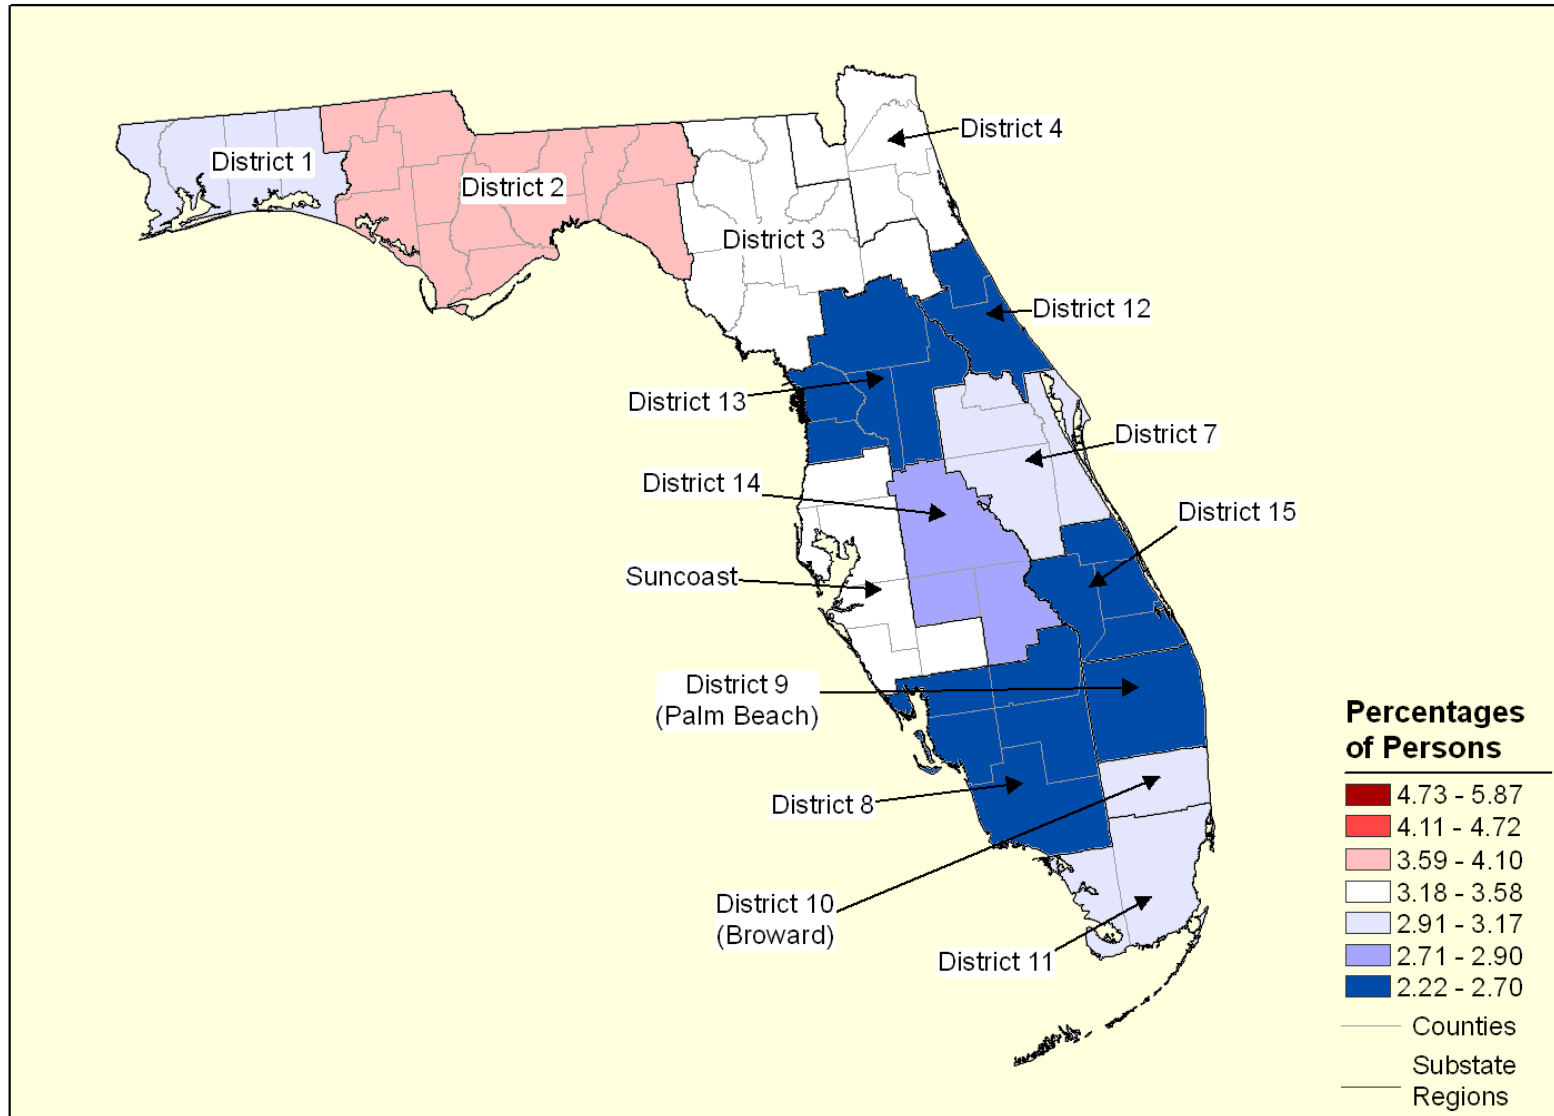 District 4
District 1
District 2
District 3
District 12
District 13
District 7
District 14
District 15
Suncoast
District 9
(Palm Beach)
District 8
District 10
(Broward)
District 11
Percentages
of Persons
4.73 - 5.87
4.11 - 4.72
3.59 - 4.10
3.18 - 3.58
2.91 - 3.17
2.71 - 2.90
2.22 - 2.70
Counties
Substate
Regions